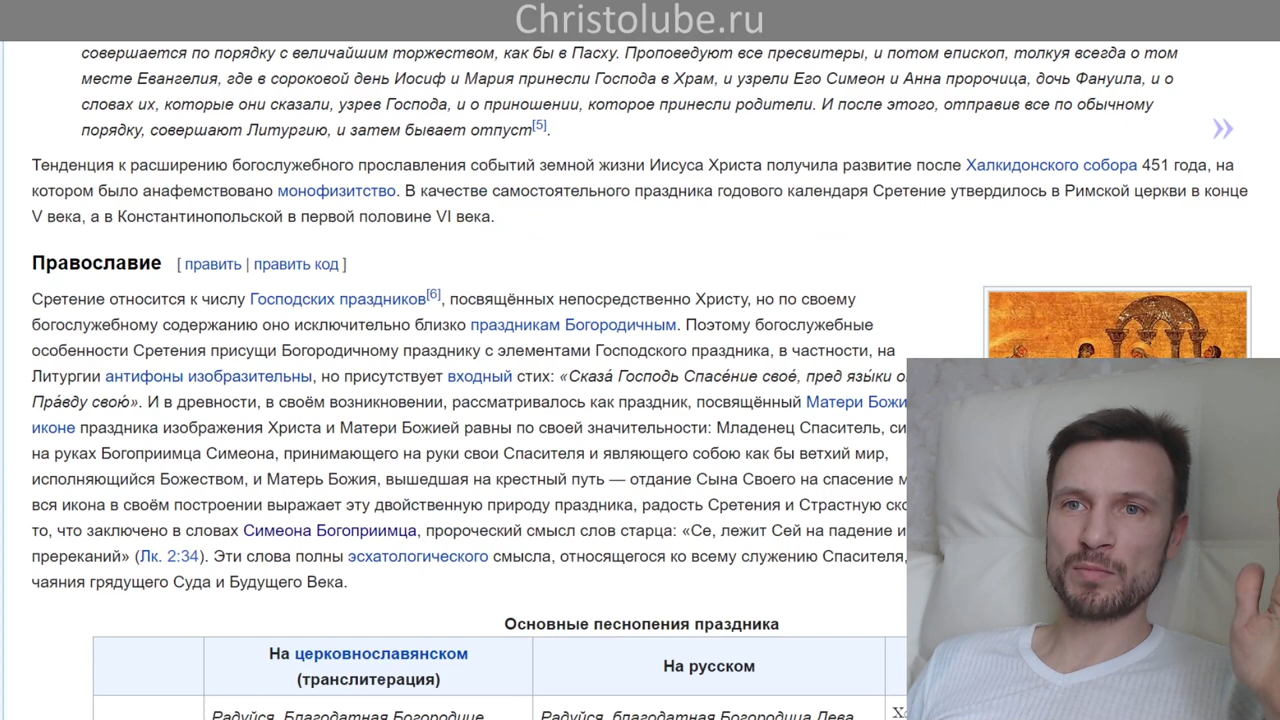 Christolube.ru
совершается по порядку с величайшим торжеством, как бы в Пасху. Проповедуют все пресвитеры, и потом епископ, толкуя всегда о том
месте Евангелия, где в сороковой день Иосиф и Мария принесли Господа в Храм, и узрели Его Симеон и Анна пророчица, дочь Фануила, и о
словах их, которые они сказали, узрев Господа, и о приношении, которое принесли родители. И после этого, отправив все по обычному
порядку, совершают Литургию, и затем бывает отпуст[5].
»
Тенденция к расширению богослужебного прославления событий земной жизни Иисуса Христа получила развитие после Халкидонского собора 451 года, на
котором было анафемствовано монофизитство. В качестве самостоятельного праздника годового календаря Сретение утвердилось в Римской церкви в конце
V века, а в Константинопольской в первой половине VI века.
Православие [ править | править код ]
Сретение относится к числу Господских праздников[6], посвящённых непосредственно Христу, но по своему
богослужебному содержанию оно исключительно близко праздникам Богородичным. Поэтому богослужебные
особенности Сретения присущи Богородичному празднику с элементами Господского праздника, в частности, на
Литургии антифоны изобразительны, но присутствует входный стих: «Сказа́ Господь Спасе́ние своé, пред язы́ки
Пра́вду свою́». И в древности, в своём возникновении, рассматривалось как праздник, посвящённый Матери Божи
иконе праздника изображения Христа и Матери Божией равны по своей значительности: Младенец Спаситель, си
на руках Богоприимца Симеона, принимающего на руки свои Спасителя и являющего собою как бы ветхий мир,
исполняющийся Божеством, и Матерь Божия, вышедшая на крестный путь — отдание Сына Своего на спасение
вся икона в своём построении выражает эту двойственную природу праздника, радость Сретения и Страстную ско
то, что заключено в словах Симеона Богоприимца, пророческий смысл слов старца: «Се, лежит Сей на падение и
пререканий» (Лк. 2:34). Эти слова полны эсхатологического смысла, относящегося ко всему служению Спасителя,
чаяния грядущего Суда и Будущего Века.
Основные песнопения праздника
На церковнославянском
(транслитерация)
На русском
Радуйся, Благодатная Богородице
Радуйся, благодатная Богородица Дева